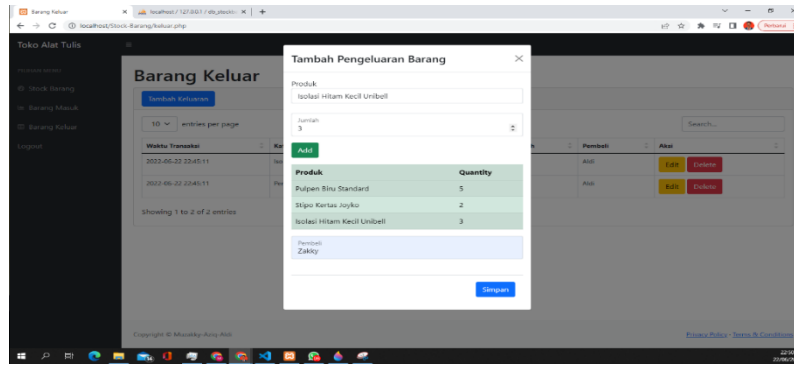 Barang Keluar
localhost / 127.0.0.1 / db_stockb
localhost/Stock-Barang/keluar.php
Toko Alat Tulis
Stock Barang
Barang Masuk
Barang Keluar
Logout
Barang Keluar
Tambah Keluaran
10 entries per page
Search...
Waktu Transaksi
Pembeli
Aksi
2022-06-22 22:45:11
Aldi
Edit
Delete
2022-06-22 22:45:11
Aldi
Edit
Delete
Showing 1 to 2 of 2 entries
Tambah Pengeluaran Barang
Produk
Isolasi Hitam Kecil Unibell
Jumlah
3
Add
Produk Quantity
Pulpen Biru Standard 5
Stipo Kertas Joyko 2
Isolasi Hitam Kecil Unibell 3
Pembeli
Zakky
Simpan
Privacy Policy · Terms & Conditions